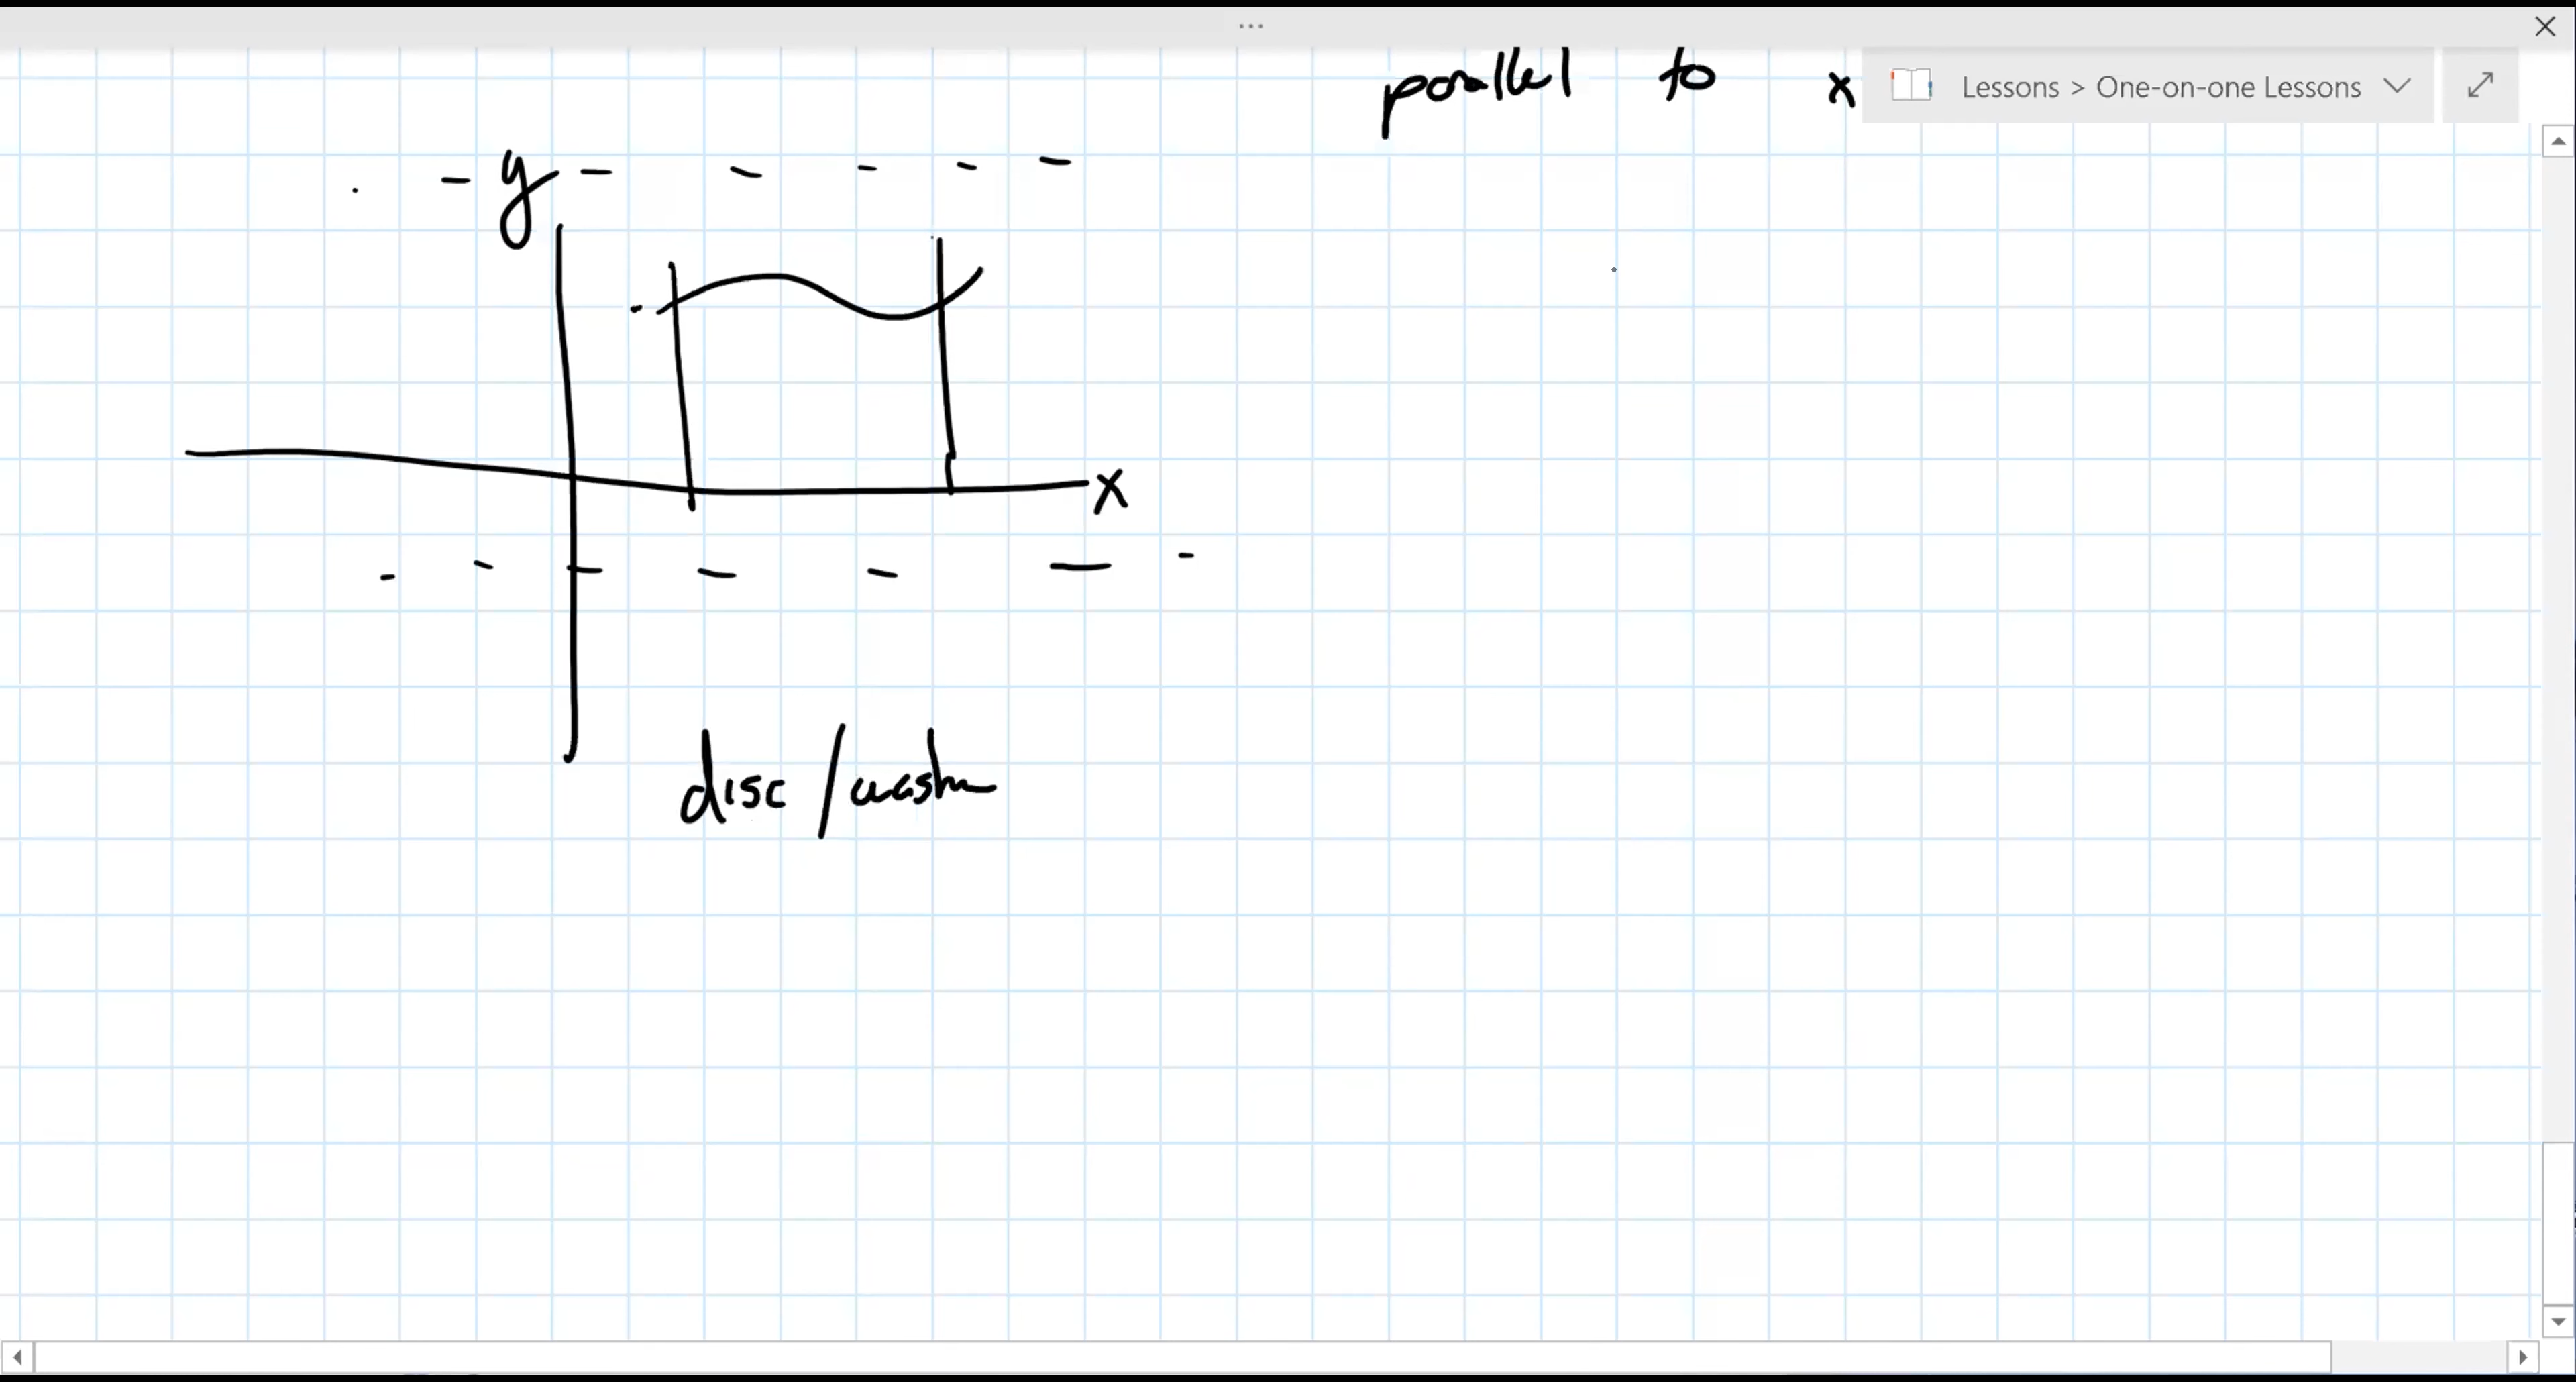 ...
parallel to x
Lessons > One-on-one Lessons
y
x
disc / washer